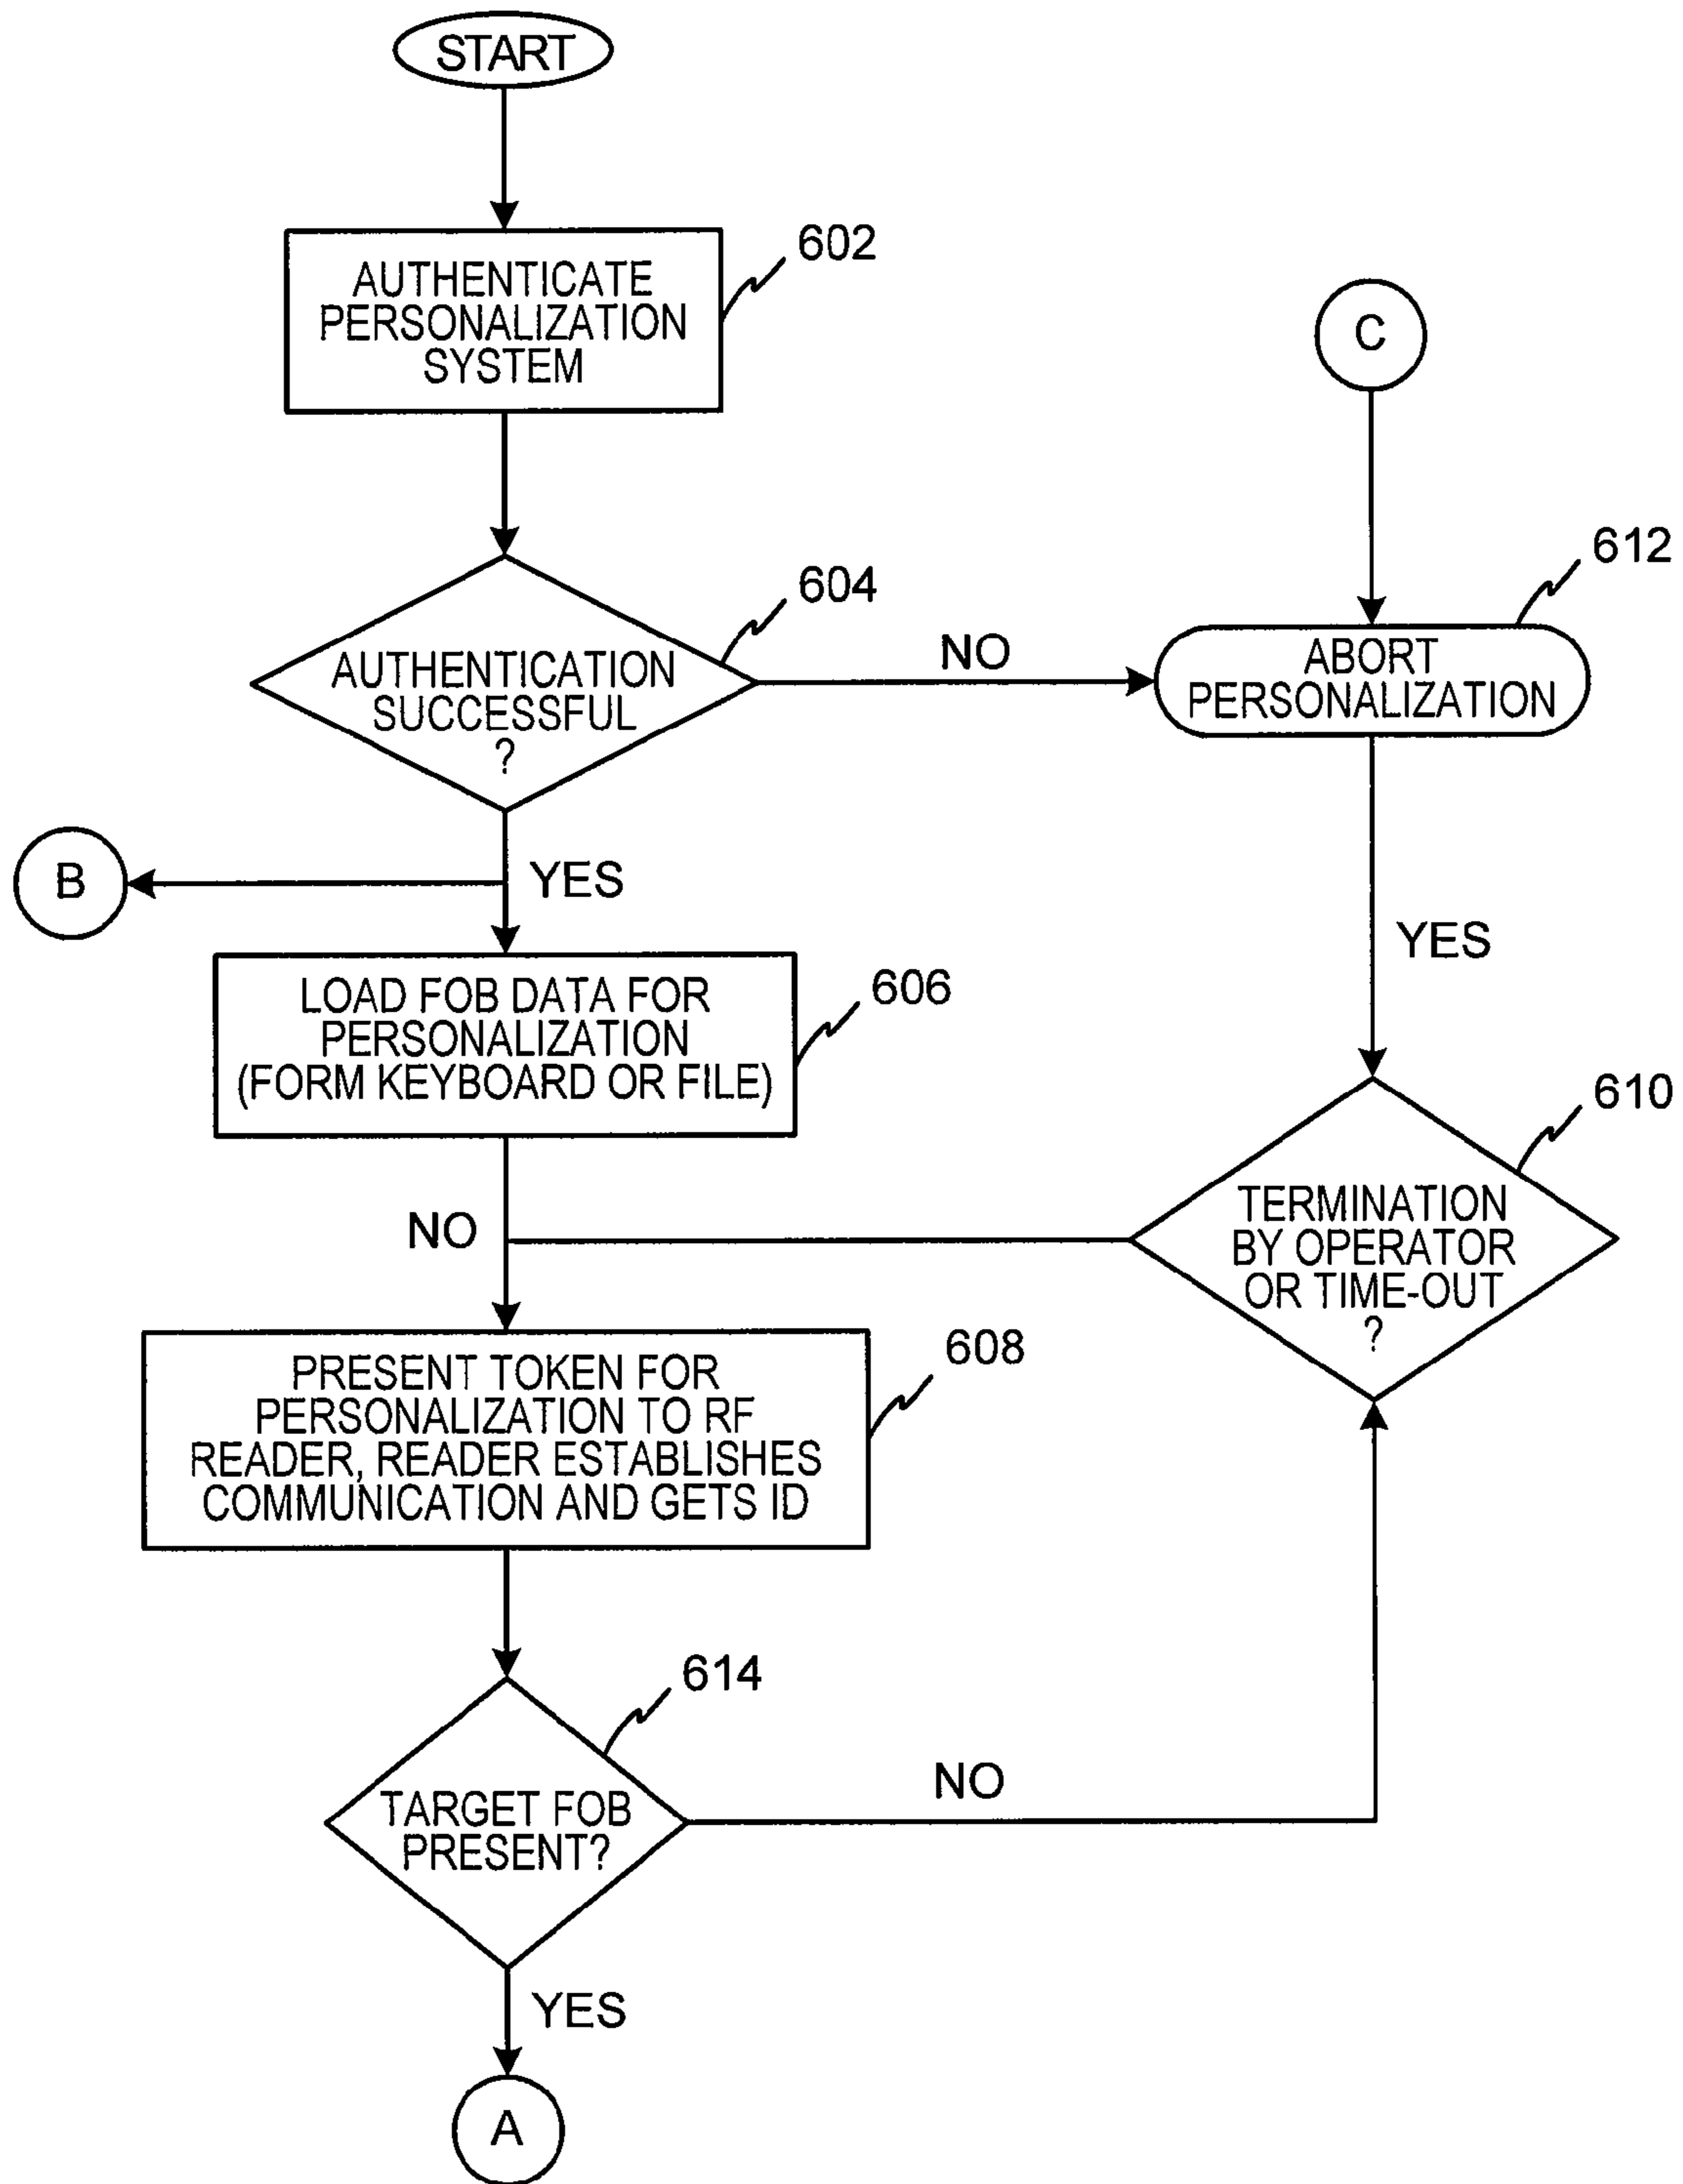 START
602
AUTHENTICATE
PERSONALIZATION
SYSTEM
C
612
604
AUTHENTICATION
SUCCESSFUL
?
NO
ABORT
PERSONALIZATION
B
YES
YES
606
LOAD FOB DATA FOR
PERSONALIZATION
(FORM KEYBOARD OR FILE)
610
NO
TERMINATION
BY OPERATOR
OR TIME-OUT
?
608
PRESENT TOKEN FOR
PERSONALIZATION TO RF
READER, READER ESTABLISHES
COMMUNICATION AND GETS ID
614
TARGET FOB
PRESENT?
NO
YES
A